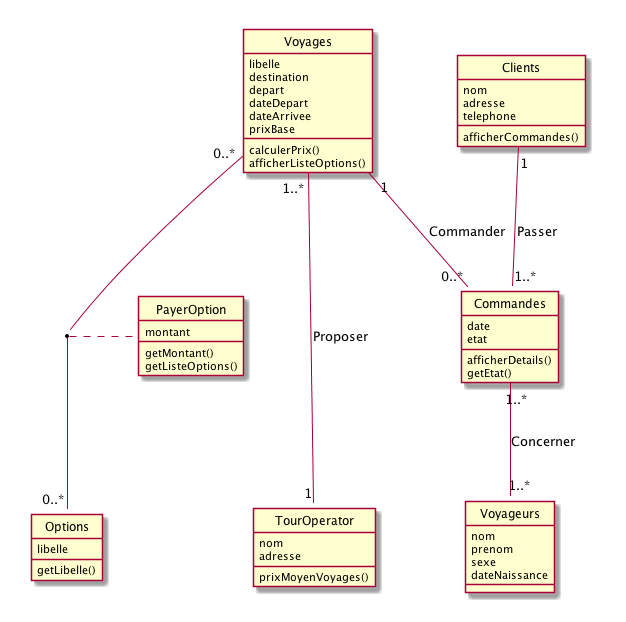 Voyages
libelle
destination
depart
dateDepart
dateArrivee
prixBase
calculerPrix()
afficherListeOptions()
Clients
nom
adresse
telephone
afficherCommandes()
0..*
1..*
1
1
Commander
Passer
0..*
1..*
PayerOption
montant
getMontant()
getListeOptions()
Proposer
Commandes
date
etat
afficherDetails()
getEtat()
1..*
Concerner
0..*
1
1..*
Options
libelle
getLibelle()
TourOperator
nom
adresse
prixMoyenVoyages()
Voyageurs
nom
prenom
sexe
dateNaissance